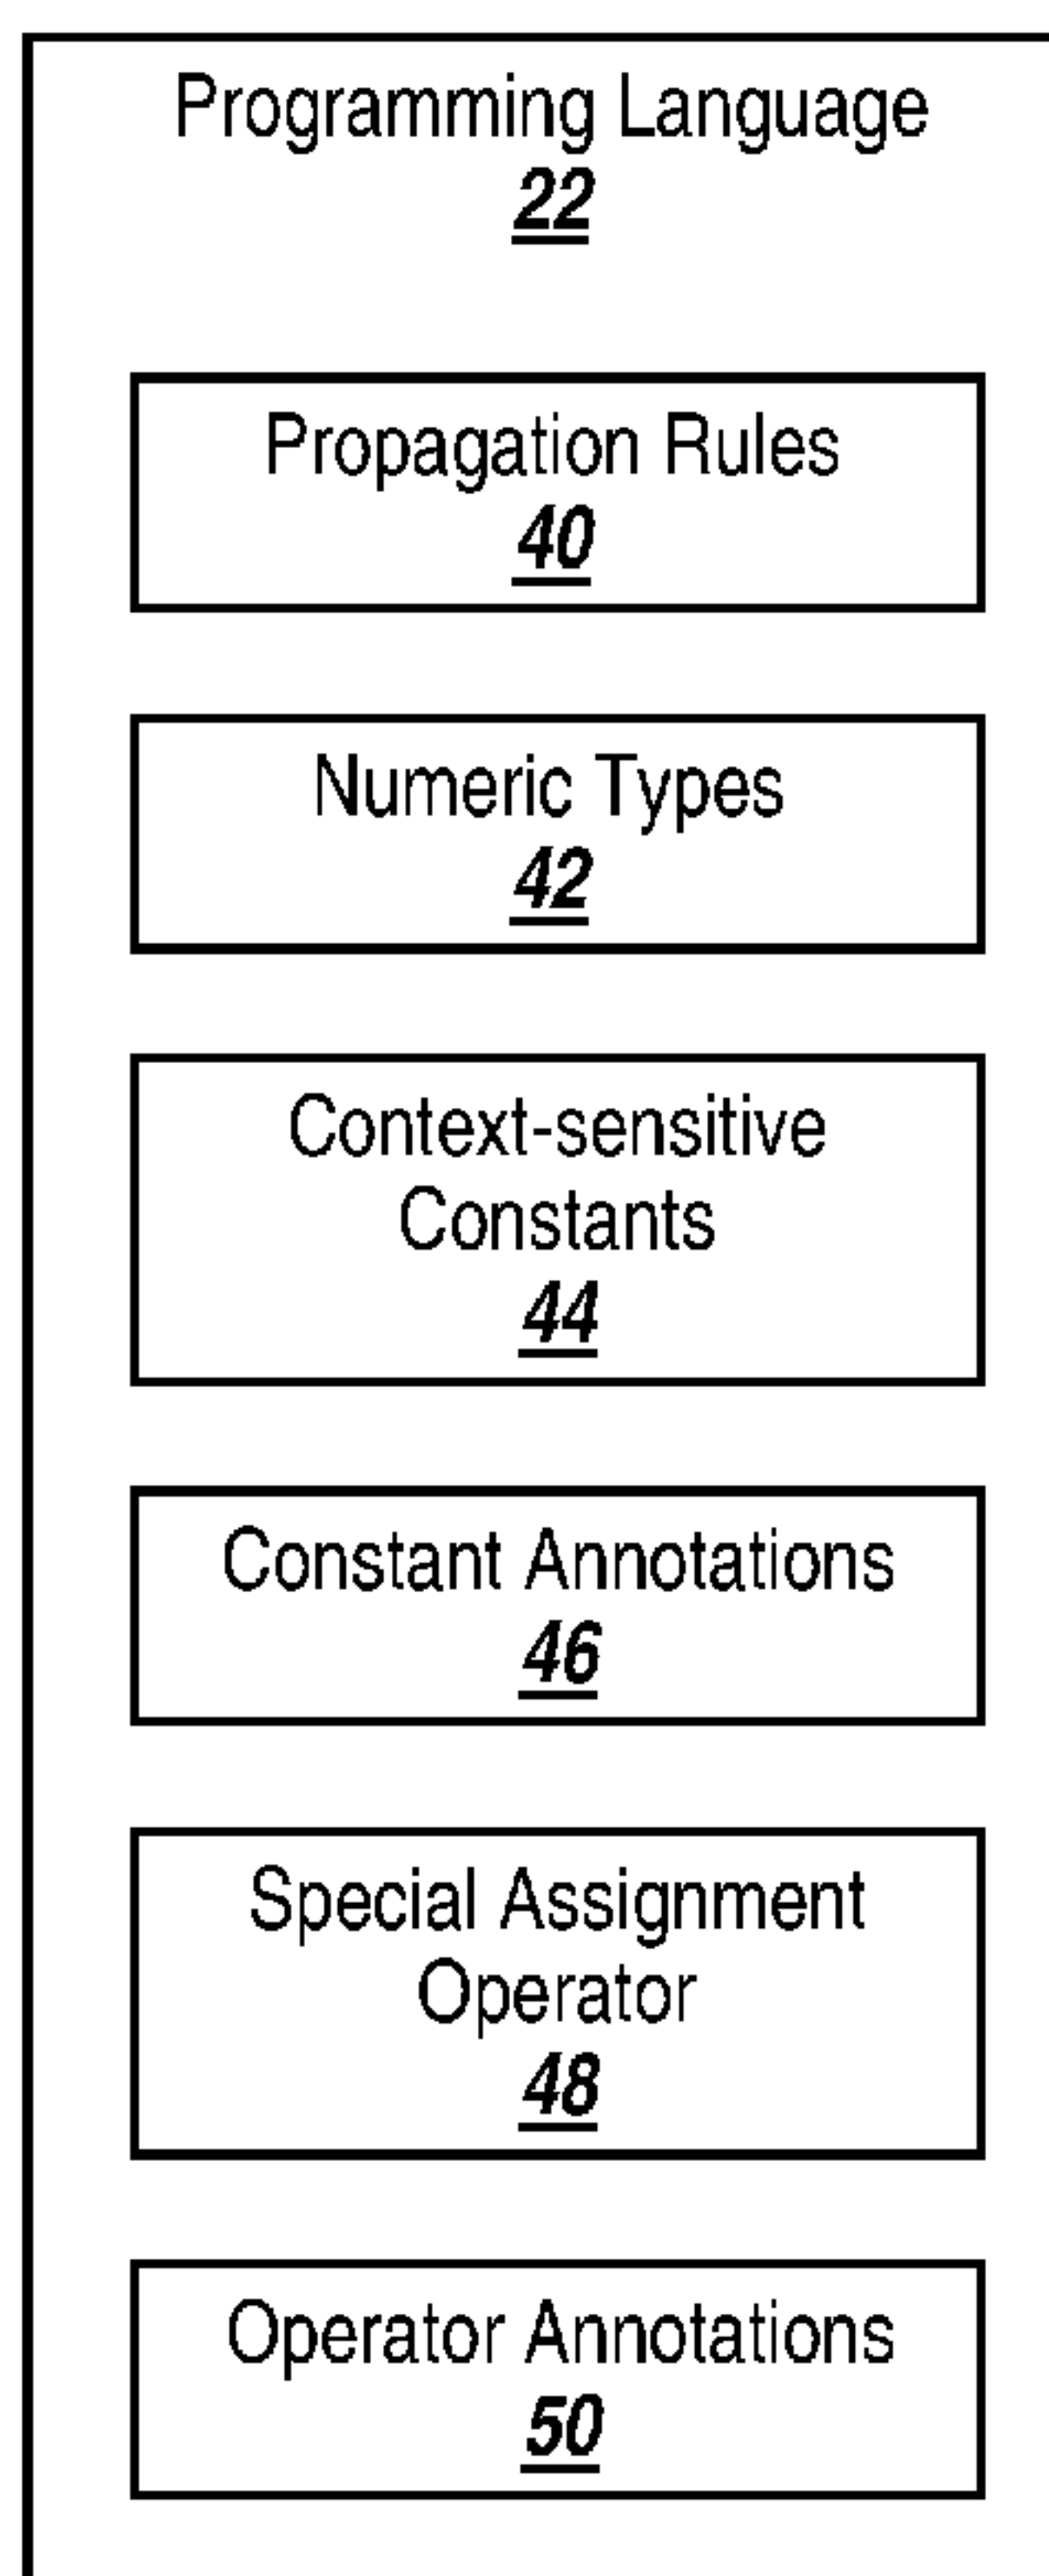 Programming Language
22
Propagation Rules
40
Numeric Types
42
Context-sensitive
Constants
44
Constant Annotations
46
Special Assignment
Operator
48
Operator Annotations
50